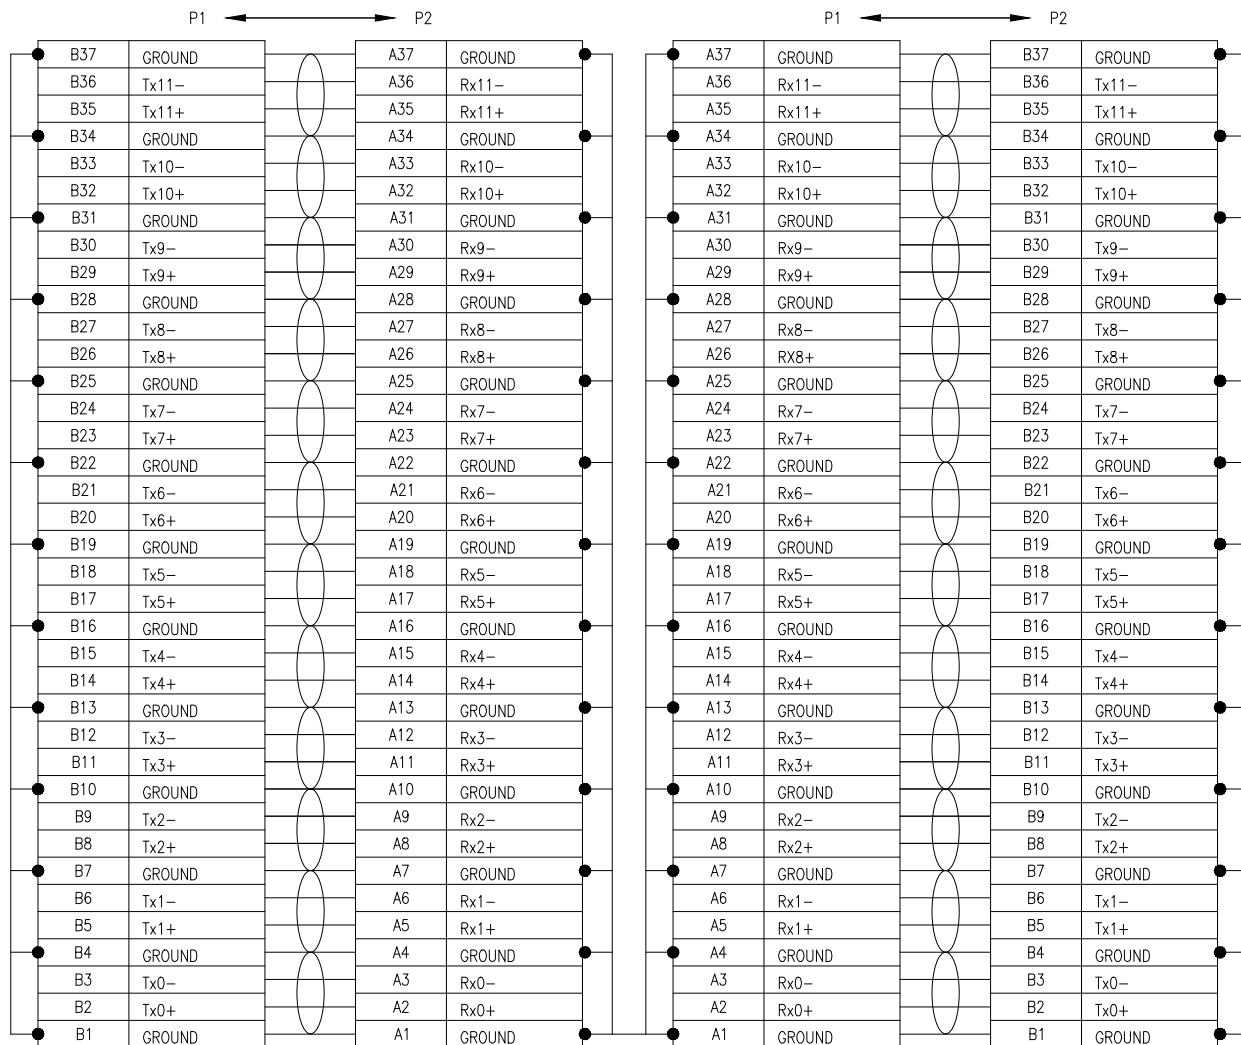 P1 P2 P1 P2
B37 GROUND A37 GROUND A37 GROUND B37 GROUND
B36 Tx11− A36 Rx11− A36 Rx11− B36 Tx11−
B35 Tx11+ A35 Rx11+ A35 Rx11+ B35 Tx11+
B34 GROUND A34 GROUND A34 GROUND B34 GROUND
B33 Tx10− A33 Rx10− A33 Rx10− B33 Tx10−
B32 Tx10+ A32 Rx10+ A32 Rx10+ B32 Tx10+
B31 GROUND A31 GROUND A31 GROUND B31 GROUND
B30 Tx9− A30 Rx9− A30 Rx9− B30 Tx9−
B29 Tx9+ A29 Rx9+ A29 Rx9+ B29 Tx9+
B28 GROUND A28 GROUND A28 GROUND B28 GROUND
B27 Tx8− A27 Rx8− A27 Rx8− B27 Tx8−
B26 Tx8+ A26 Rx8+ A26 RX8+ B26 Tx8+
B25 GROUND A25 GROUND A25 GROUND B25 GROUND
B24 Tx7− A24 Rx7− A24 Rx7− B24 Tx7−
B23 Tx7+ A23 Rx7+ A23 Rx7+ B23 Tx7+
B22 GROUND A22 GROUND A22 GROUND B22 GROUND
B21 Tx6− A21 Rx6− A21 Rx6− B21 Tx6−
B20 Tx6+ A20 Rx6+ A20 Rx6+ B20 Tx6+
B19 GROUND A19 GROUND A19 GROUND B19 GROUND
B18 Tx5− A18 Rx5− A18 Rx5− B18 Tx5−
B17 Tx5+ A17 Rx5+ A17 Rx5+ B17 Tx5+
B16 GROUND A16 GROUND A16 GROUND B16 GROUND
B15 Tx4− A15 Rx4− A15 Rx4− B15 Tx4−
B14 Tx4+ A14 Rx4+ A14 Rx4+ B14 Tx4+
B13 GROUND A13 GROUND A13 GROUND B13 GROUND
B12 Tx3− A12 Rx3− A12 Rx3− B12 Tx3−
B11 Tx3+ A11 Rx3+ A11 Rx3+ B11 Tx3+
B10 GROUND A10 GROUND A10 GROUND B10 GROUND
B9 Tx2− A9 Rx2− A9 Rx2− B9 Tx2−
B8 Tx2+ A8 Rx2+ A8 Rx2+ B8 Tx2+
B7 GROUND A7 GROUND A7 GROUND B7 GROUND
B6 Tx1− A6 Rx1− A6 Rx1− B6 Tx1−
B5 Tx1+ A5 Rx1+ A5 Rx1+ B5 Tx1+
B4 GROUND A4 GROUND A4 GROUND B4 GROUND
B3 Tx0− A3 Rx0− A3 Rx0− B3 Tx0−
B2 Tx0+ A2 Rx0+ A2 Rx0+ B2 Tx0+
B1 GROUND A1 GROUND A1 GROUND B1 GROUND